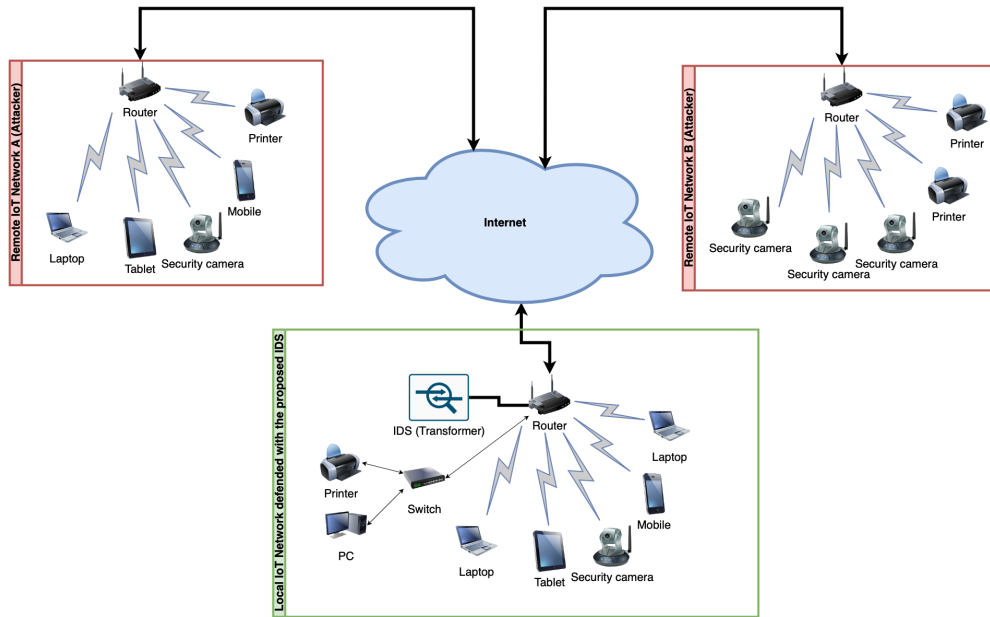 Remote IoT Network A (Attacker)
Router
Printer
Mobile
Laptop
Tablet
Security camera
Internet
Remote IoT Network B (Attacker)
Router
Printer
Printer
Security camera
Security camera
Security camera
Local IoT Network defended with the proposed IDS
IDS (Transformer)
Router
Laptop
Printer
Switch
Mobile
PC
Laptop
Tablet
Security camera